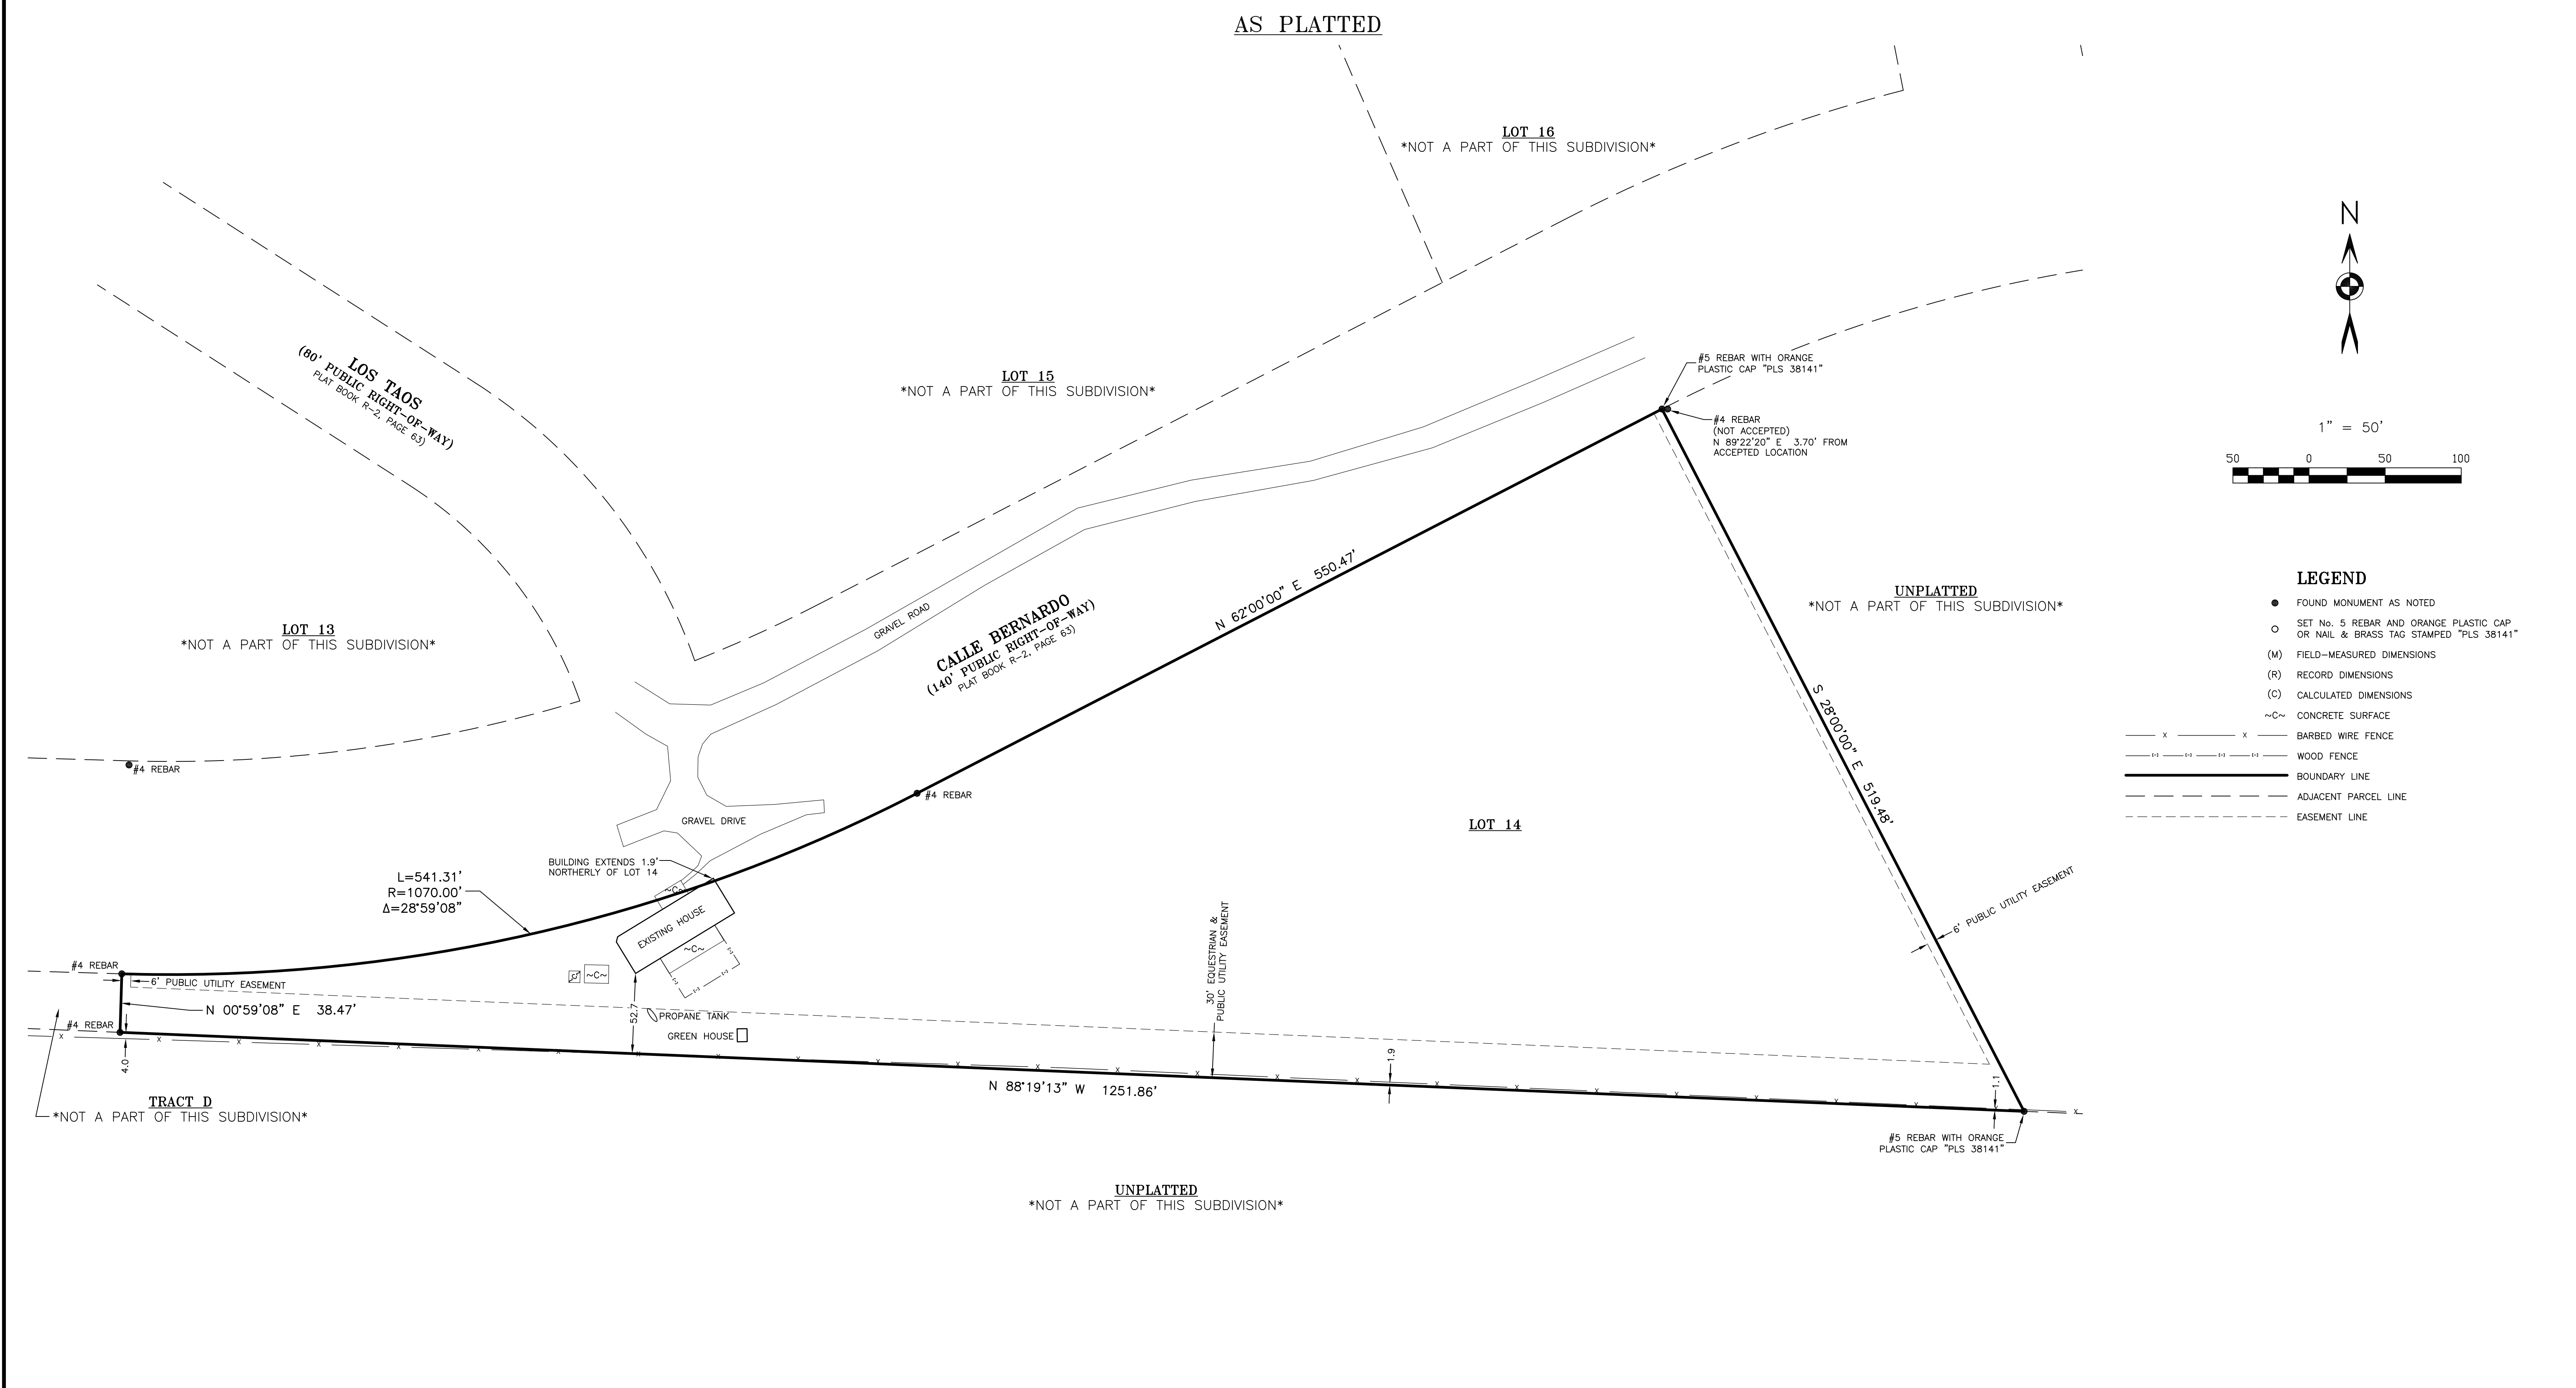 AS PLATTED
LOT 16
*NOT A PART OF THIS SUBDIVISION*
N
LOS TAOS
(80' PUBLIC RIGHT-OF-WAY)
PLAT BOOK R-2, PAGE 63)
LOT 15
*NOT A PART OF THIS SUBDIVISION*
#5 REBAR WITH ORANGE
PLASTIC CAP "PLS 38141"
#4 REBAR
(NOT ACCEPTED)
N 89°22'20" E 3.70' FROM
ACCEPTED LOCATION
1" = 50'
50 0 50 100
LOT 13
*NOT A PART OF THIS SUBDIVISION*
GRAVEL ROAD
CALLE BERNARDO
(140' PUBLIC RIGHT-OF-WAY)
PLAT BOOK R-2, PAGE 63)
N 62°00'00" E 550.47'
UNPLATTED
*NOT A PART OF THIS SUBDIVISION*
LEGEND
FOUND MONUMENT AS NOTED
SET No. 5 REBAR AND ORANGE PLASTIC CAP
OR NAIL & BRASS TAG STAMPED "PLS 38141"
(M) FIELD-MEASURED DIMENSIONS
(R) RECORD DIMENSIONS
(C) CALCULATED DIMENSIONS
~C~ CONCRETE SURFACE
X X BARBED WIRE FENCE
WOOD FENCE
BOUNDARY LINE
ADJACENT PARCEL LINE
EASEMENT LINE
S 28°00'00" E 519.48'
#4 REBAR
#4 REBAR
GRAVEL DRIVE
LOT 14
BUILDING EXTENDS 1.9'
NORTHERLY OF LOT 14
L=541.31'
R=1070.00'
Δ=28°59'08"
~C~
EXISTING HOUSE
~C~
~C~
30' EQUESTRIAN &
PUBLIC UTILITY EASEMENT
6' PUBLIC UTILITY EASEMENT
#4 REBAR
6' PUBLIC UTILITY EASEMENT
N 00°59'08" E 38.47'
#4 REBAR
4.0
52.7
PROPANE TANK
GREEN HOUSE
1.9
1.1
N 88°19'13" W 1251.86'
TRACT D
*NOT A PART OF THIS SUBDIVISION*
#5 REBAR WITH ORANGE
PLASTIC CAP "PLS 38141"
UNPLATTED
*NOT A PART OF THIS SUBDIVISION*